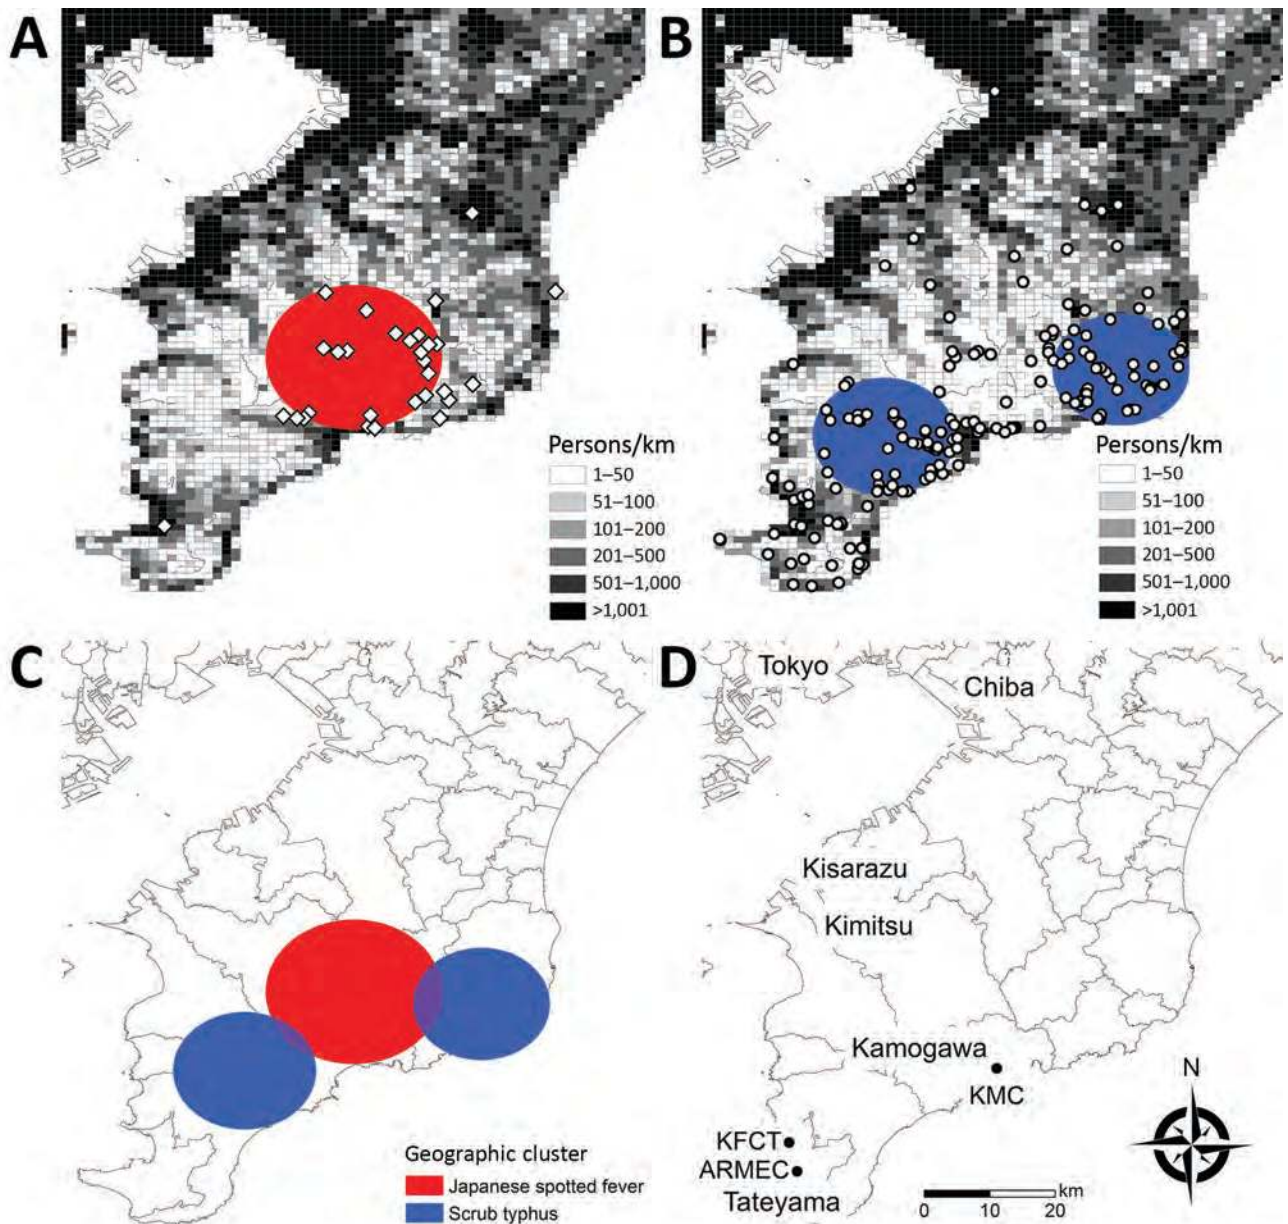 A
B
Persons/km
1–50
51–100
101–200
201–500
501–1,000
>1,001
Persons/km
1–50
51–100
101–200
201–500
501–1,000
>1,001
C
Geographic cluster
Japanese spotted fever
Scrub typhus
D
Tokyo
Chiba
Kisarazu
Kimitsu
Kamogawa
KMC
N
KFCT
ARMEC
Tateyama
km
0 10 20